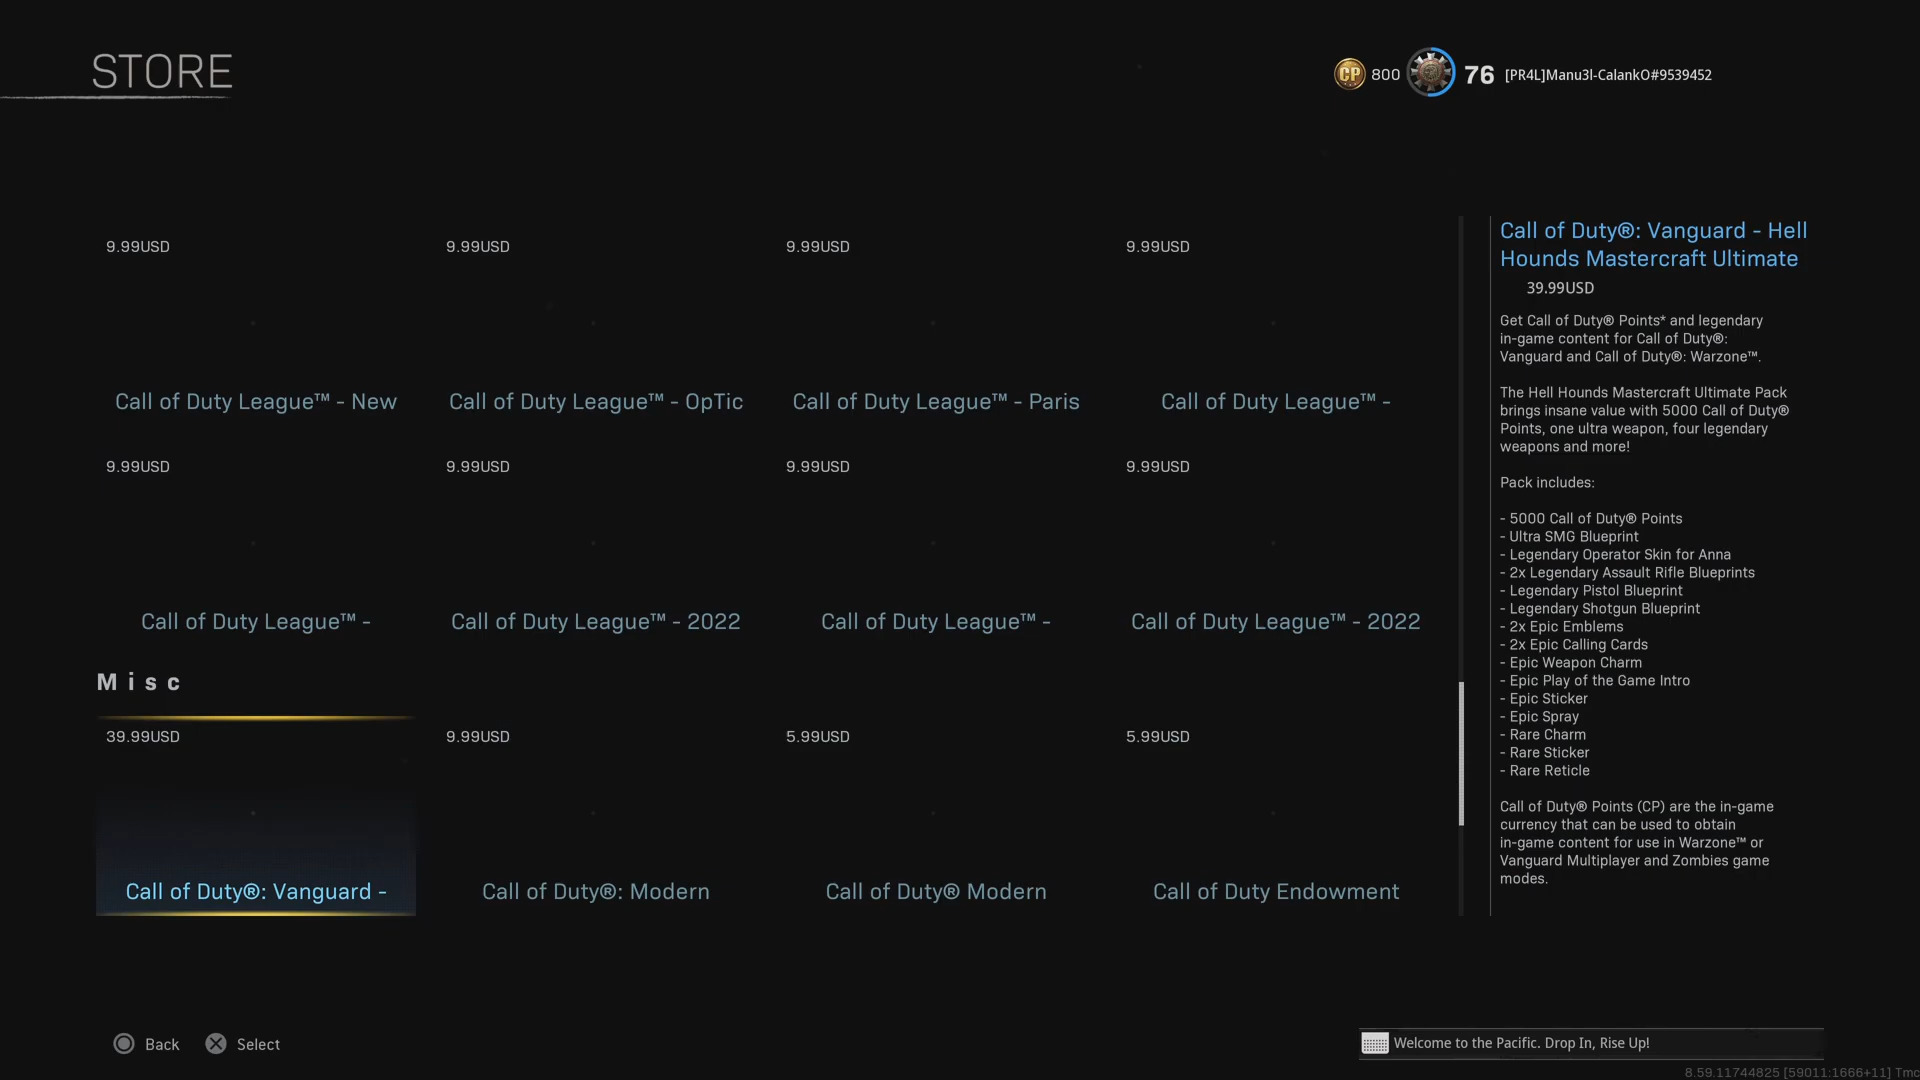 STORE
CP 800 76 [PR4L]Manu3l-CalankO#9539452
9.99USD 9.99USD 9.99USD 9.99USD
Call of Duty League™ - New Call of Duty League™ - OpTic Call of Duty League™ - Paris Call of Duty League™ -
9.99USD 9.99USD 9.99USD 9.99USD
Call of Duty League™ - Call of Duty League™ - 2022 Call of Duty League™ - Call of Duty League™ - 2022
Misc
39.99USD 9.99USD 5.99USD 5.99USD
Call of Duty®: Vanguard - Call of Duty®: Modern Call of Duty® Modern Call of Duty Endowment
Call of Duty®: Vanguard - Hell
Hounds Mastercraft Ultimate
39.99USD
Get Call of Duty® Points* and legendary
in-game content for Call of Duty®:
Vanguard and Call of Duty®: Warzone™.
The Hell Hounds Mastercraft Ultimate Pack
brings insane value with 5000 Call of Duty®
Points, one ultra weapon, four legendary
weapons and more!
Pack includes:
- 5000 Call of Duty® Points
- Ultra SMG Blueprint
- Legendary Operator Skin for Anna
- 2x Legendary Assault Rifle Blueprints
- Legendary Pistol Blueprint
- Legendary Shotgun Blueprint
- 2x Epic Emblems
- 2x Epic Calling Cards
- Epic Weapon Charm
- Epic Play of the Game Intro
- Epic Sticker
- Epic Spray
- Rare Charm
- Rare Sticker
- Rare Reticle
Call of Duty® Points (CP) are the in-game
currency that can be used to obtain
in-game content for use in Warzone™ or
Vanguard Multiplayer and Zombies game
modes.
Back Select
Welcome to the Pacific. Drop In, Rise Up!
8.59.11744825 [59011:1666+11] Tmc